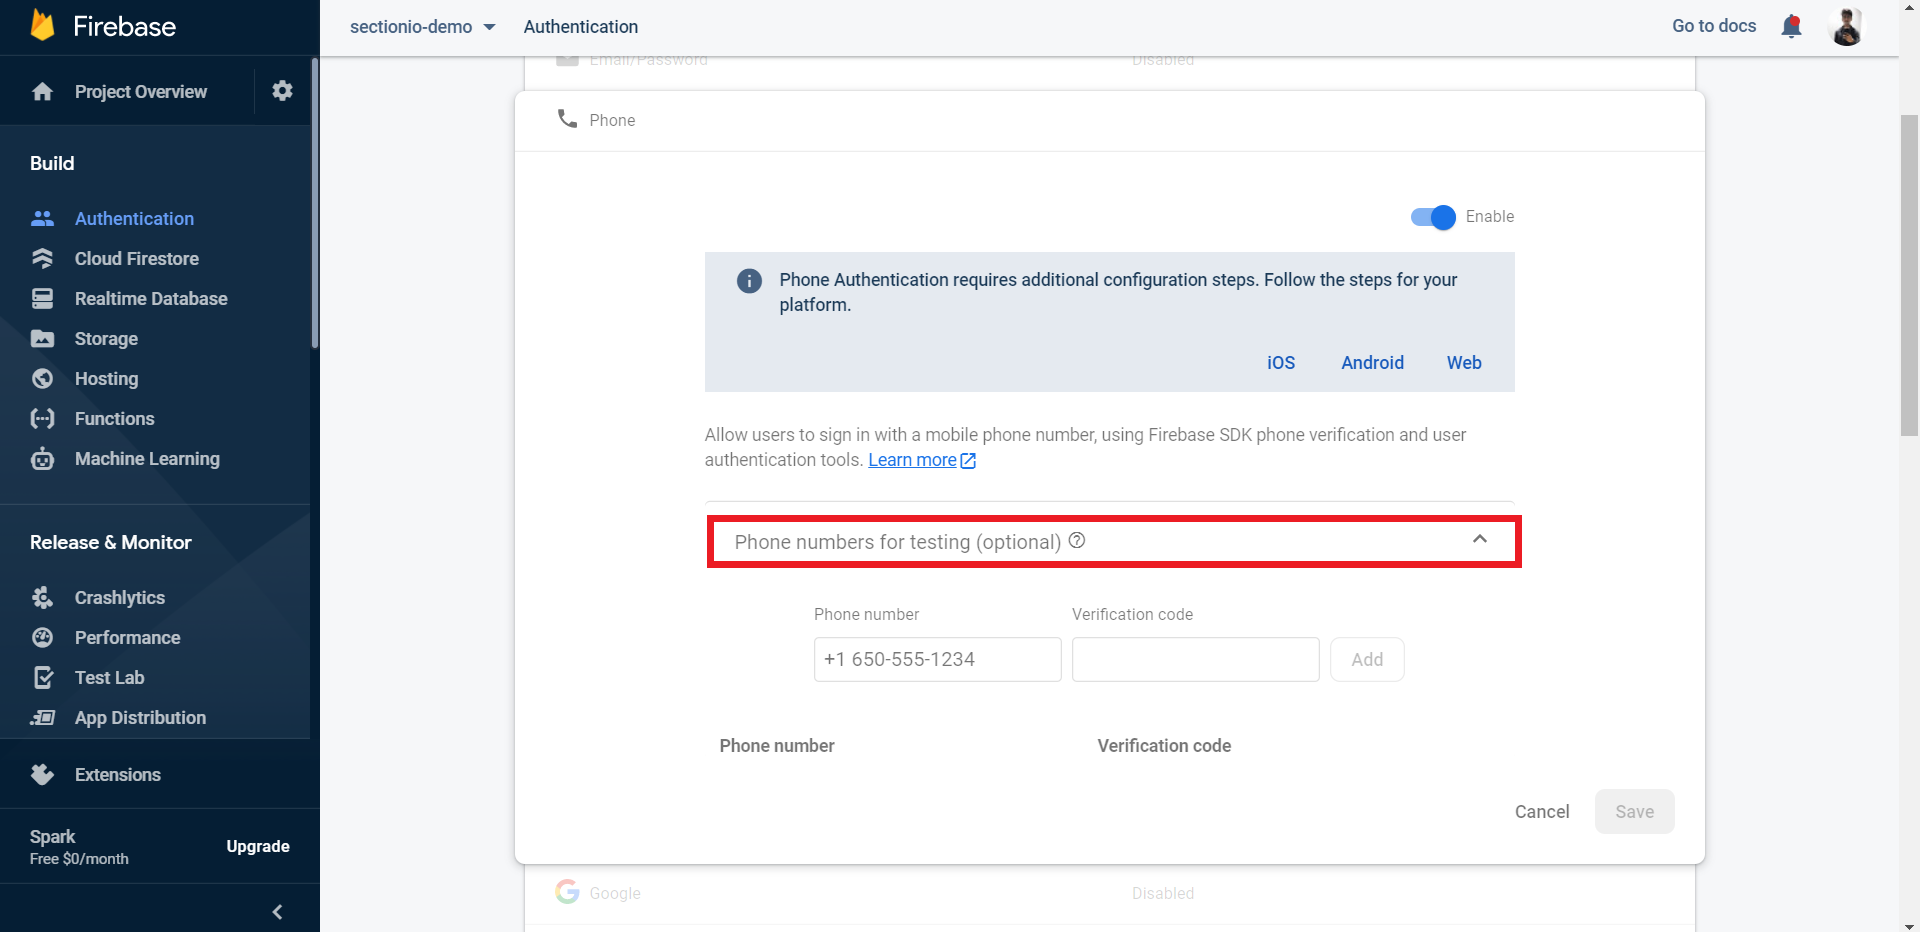 Firebase
sectionio-demo
Authentication
Go to docs
Project Overview
Build
Authentication
Cloud Firestore
Realtime Database
Storage
Hosting
Functions
Machine Learning
Release & Monitor
Crashlytics
Performance
Test Lab
App Distribution
Extensions
Spark
Free $0/month
Upgrade
Email/Password
Disabled
Phone
Enable
Phone Authentication requires additional configuration steps. Follow the steps for your
platform.
iOS
Android
Web
Allow users to sign in with a mobile phone number, using Firebase SDK phone verification and user
authentication tools. Learn more
Phone numbers for testing (optional)
Phone number
Verification code
+1 650-555-1234
Add
Phone number
Verification code
Cancel
Save
Google
Disabled